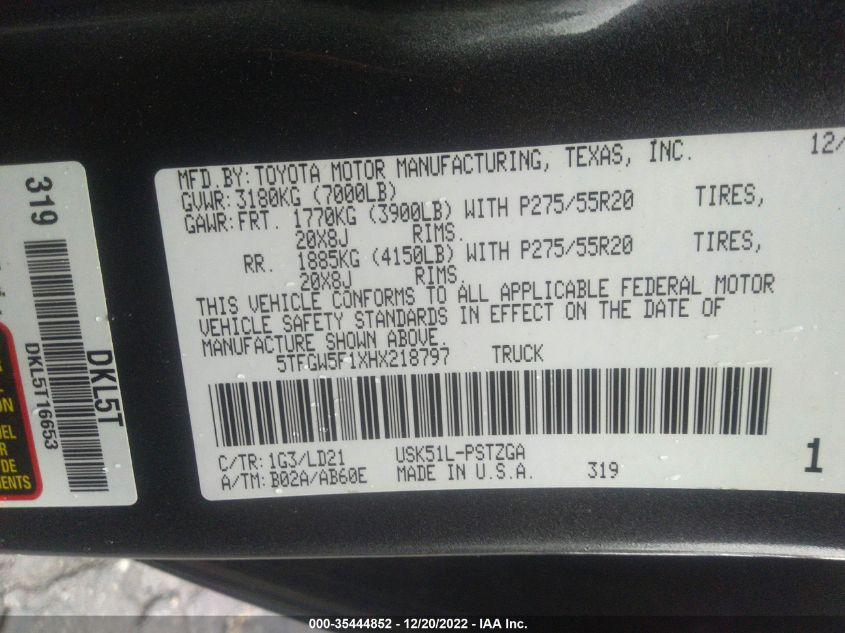 MFD.BY:TOYOTA MOTOR MANUFACTURING, TEXAS, INC. 12/
GVWR:3180KG (7000LB)
GAWR:FRT. 1770KG (3900LB) WITH P275/55R20 TIRES,
20X8J RIMS.
RR. 1885KG (4150LB) WITH P275/55R20 TIRES,
20X8J RIMS.
THIS VEHICLE CONFORMS TO ALL APPLICABLE FEDERAL MOTOR
VEHICLE SAFETY STANDARDS IN EFFECT ON THE DATE OF
MANUFACTURE SHOWN ABOVE.
5TFGW5F1XHX218797 TRUCK
C/TR:1G3/LD21 USK51L-PSTZGA
A/TM:B02A/AB60E MADE IN U.S.A. 319
1
319
DKL5T
DKL5T16653
000-35444852 / 12/20/2022 - IAA Inc.